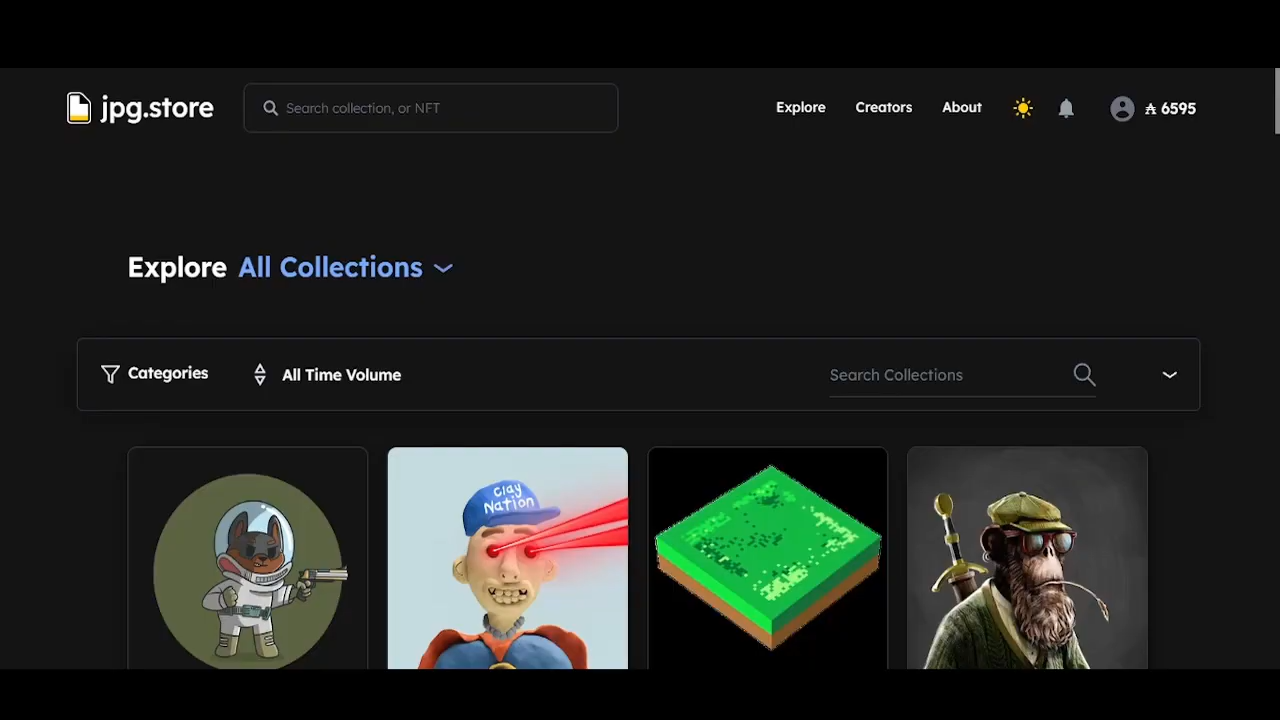 jpg.store
Search collection, or NFT
Explore
Creators
About
₳ 6595
Explore All Collections
Categories
All Time Volume
Search Collections
Clay
Nation